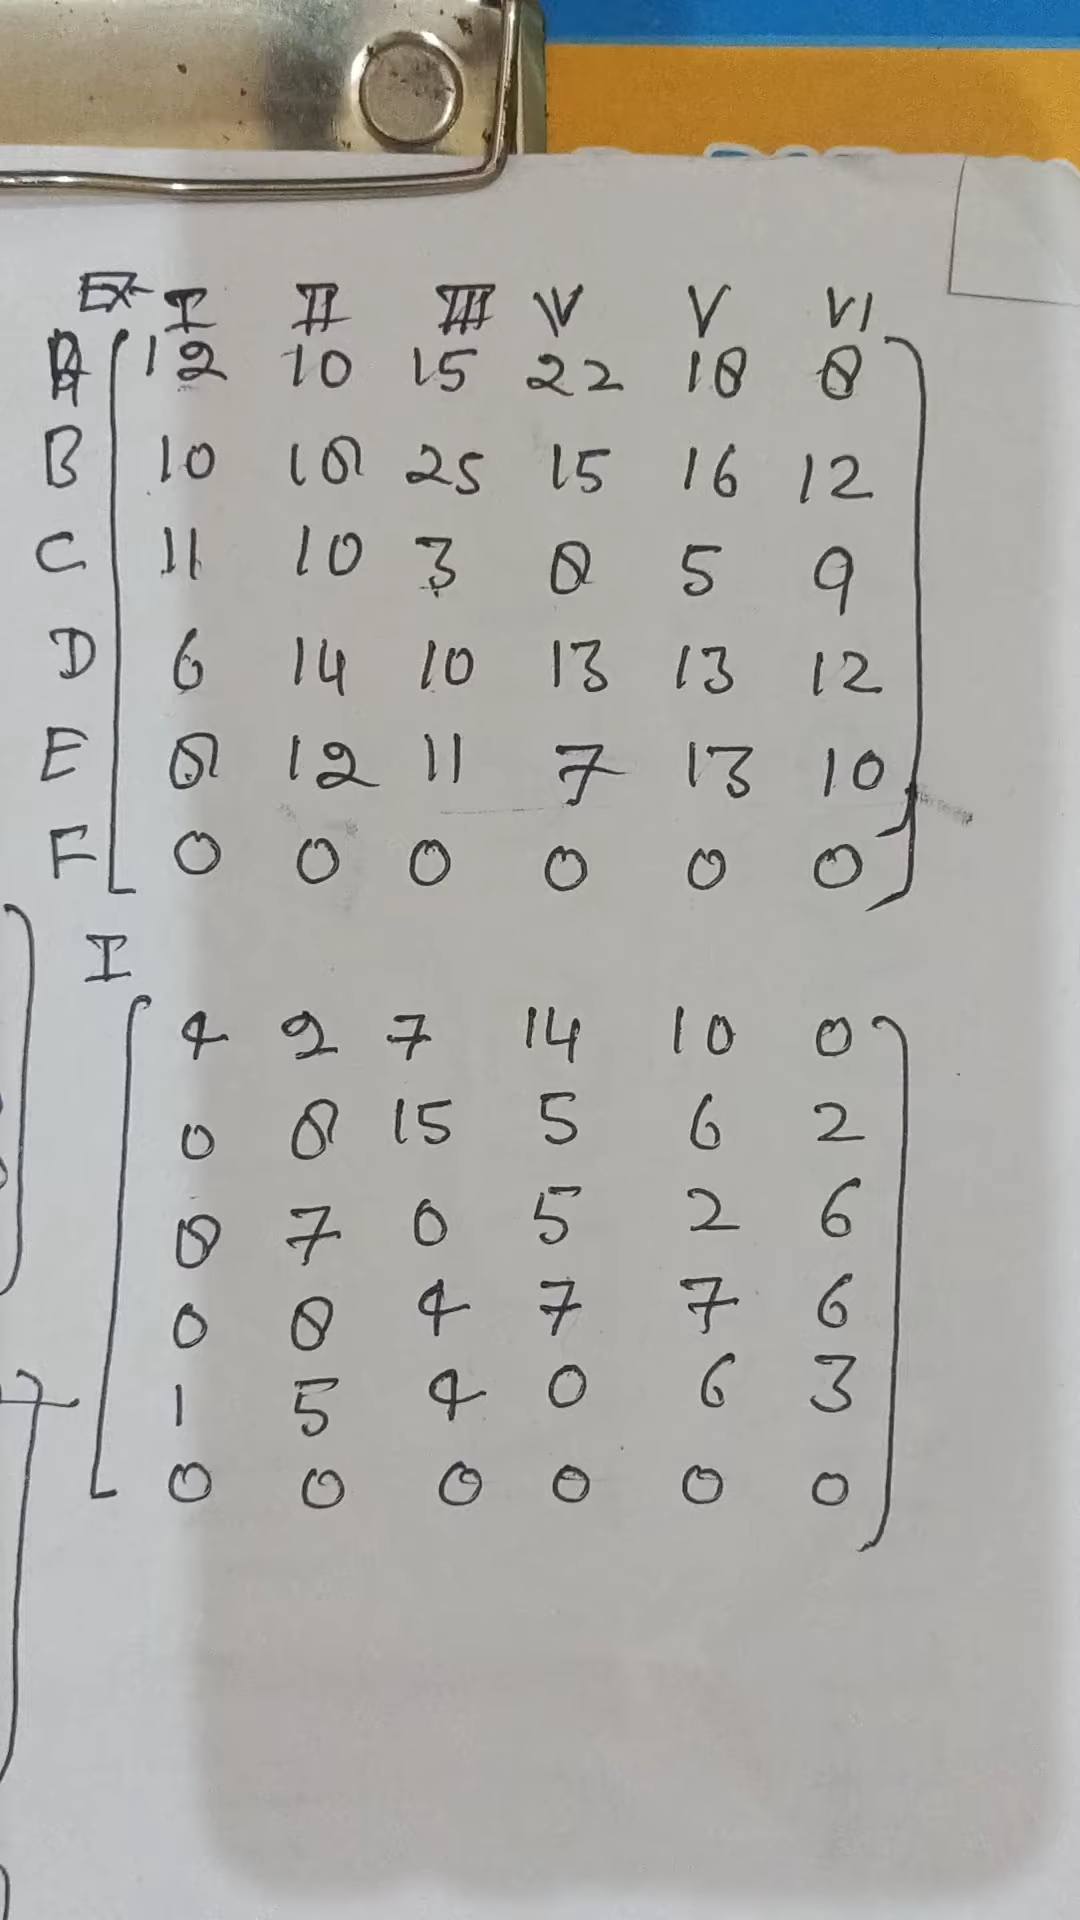 Ex- I II III IV V VI
A 12 10 15 22 18 8
B 10 18 25 15 16 12
C 11 10 3 8 5 9
D 6 14 10 13 13 12
E 8 12 11 7 13 10
F 0 0 0 0 0 0
I
4 2 7 14 10 0
0 8 15 5 6 2
8 7 0 5 2 6
0 8 4 7 7 6
1 5 4 0 6 3
0 0 0 0 0 0